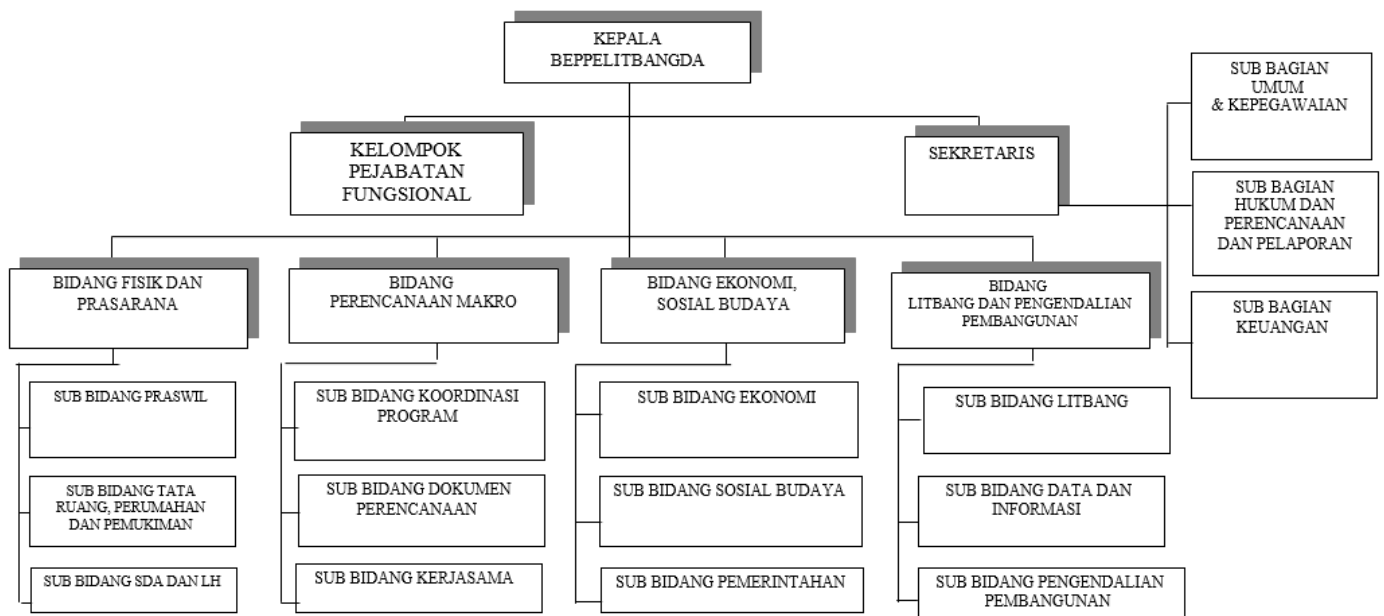 KEPALA
BEPPELITBANGDA
SUB BAGIAN
UMUM
& KEPEGAWAIAN
KELOMPOK
PEJABATAN
FUNGSIONAL
SEKRETARIS
SUB BAGIAN
HUKUM DAN
PERENCANAAN
DAN PELAPORAN
BIDANG FISIK DAN
PRASARANA
BIDANG
PERENCANAAN MAKRO
BIDANG EKONOMI,
SOSIAL BUDAYA
BIDANG
LITBANG DAN PENGENDALIAN
PEMBANGUNAN
SUB BAGIAN
KEUANGAN
SUB BIDANG PRASWIL
SUB BIDANG KOORDINASI
PROGRAM
SUB BIDANG EKONOMI
SUB BIDANG LITBANG
SUB BIDANG TATA
RUANG, PERUMAHAN
DAN PEMUKIMAN
SUB BIDANG DOKUMEN
PERENCANAAN
SUB BIDANG SOSIAL BUDAYA
SUB BIDANG DATA DAN
INFORMASI
SUB BIDANG SDA DAN LH
SUB BIDANG KERJASAMA
SUB BIDANG PEMERINTAHAN
SUB BIDANG PENGENDALIAN
PEMBANGUNAN